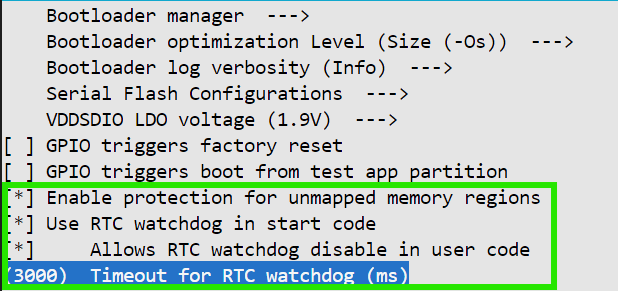 Bootloader manager  --->
Bootloader optimization Level (Size (-Os))  --->
Bootloader log verbosity (Info)  --->
Serial Flash Configurations  --->
VDDSDIO LDO voltage (1.9V)  --->
[ ] GPIO triggers factory reset
[ ] GPIO triggers boot from test app partition
[*] Enable protection for unmapped memory regions
[*] Use RTC watchdog in start code
[*]     Allows RTC watchdog disable in user code
(3000)  Timeout for RTC watchdog (ms)